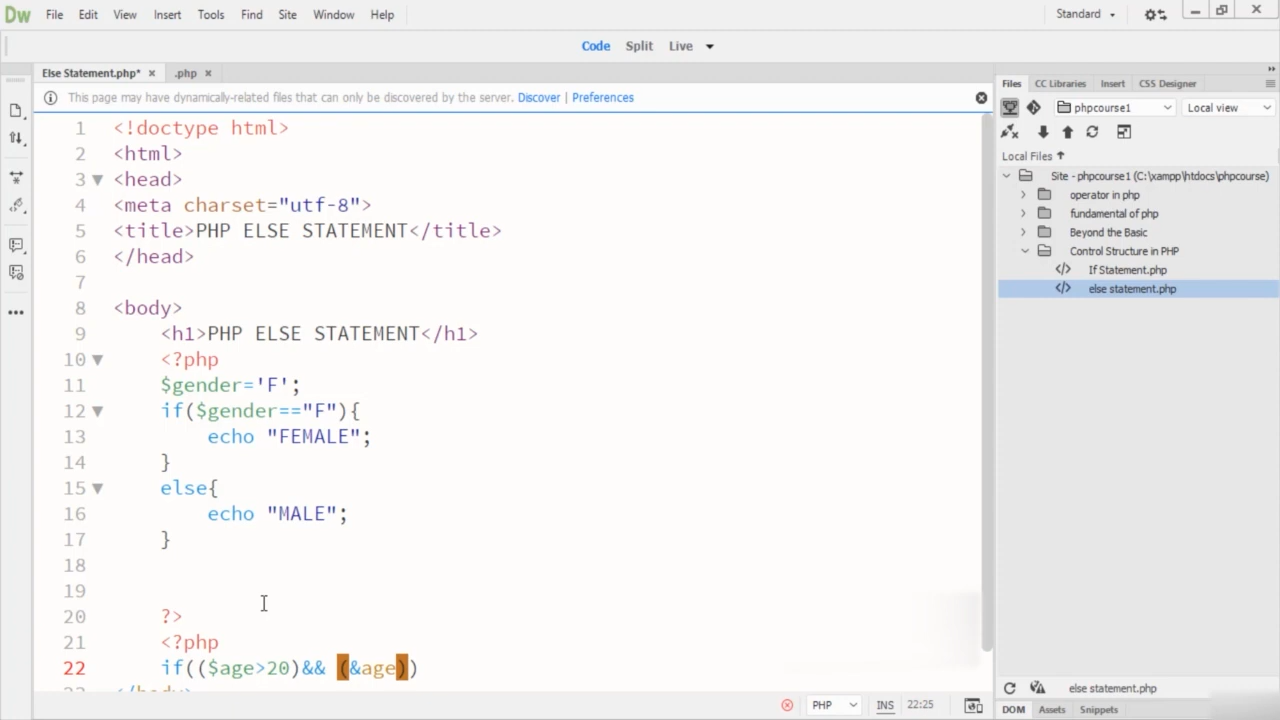 Dw File Edit View Insert Tools Find Site Window Help Standard
Code Split Live
Else Statement.php* × .php ×
This page may have dynamically-related files that can only be discovered by the server. Discover | Preferences
1 <!doctype html>
2 <html>
3 <head>
4 <meta charset="utf-8">
5 <title>PHP ELSE STATEMENT</title>
6 </head>
7
8 <body>
9 <h1>PHP ELSE STATEMENT</h1>
10 <?php
11 $gender='F';
12 if($gender=="F"){
13 echo "FEMALE";
14 }
15 else{
16 echo "MALE";
17 }
18
19
20 ?>
21 <?php
22 if(($age>20)&& (&age))
23 </body>
PHP INS 22:25
Files CC Libraries Insert CSS Designer
phpcourse1 Local view
Local Files
Site - phpcourse1 (C:\xampp\htdocs\phpcourse)
operator in php
fundamental of php
Beyond the Basic
Control Structure in PHP
If Statement.php
else statement.php
else statement.php
DOM Assets Snippets